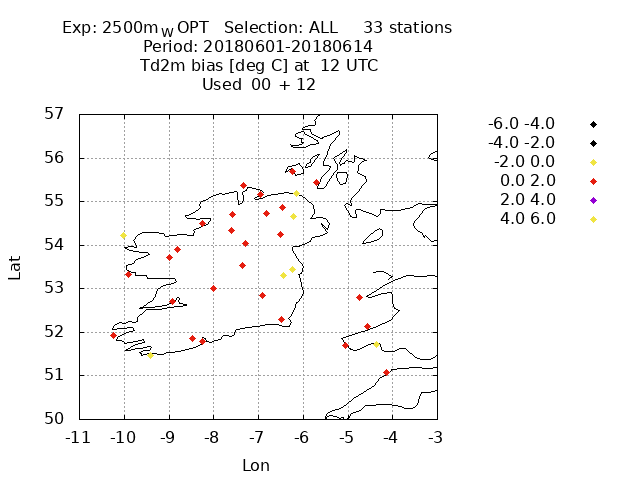 Exp: 2500m_WOPT Selection: ALL 33 stations
Period: 20180601-20180614
Td2m bias [deg C] at 12 UTC
Used 00 + 12
57
56
55
54
53
52
51
50
-11 -10 -9 -8 -7 -6 -5 -4 -3
Lat
Lon
-6.0 -4.0
-4.0 -2.0
-2.0 0.0
0.0 2.0
2.0 4.0
4.0 6.0